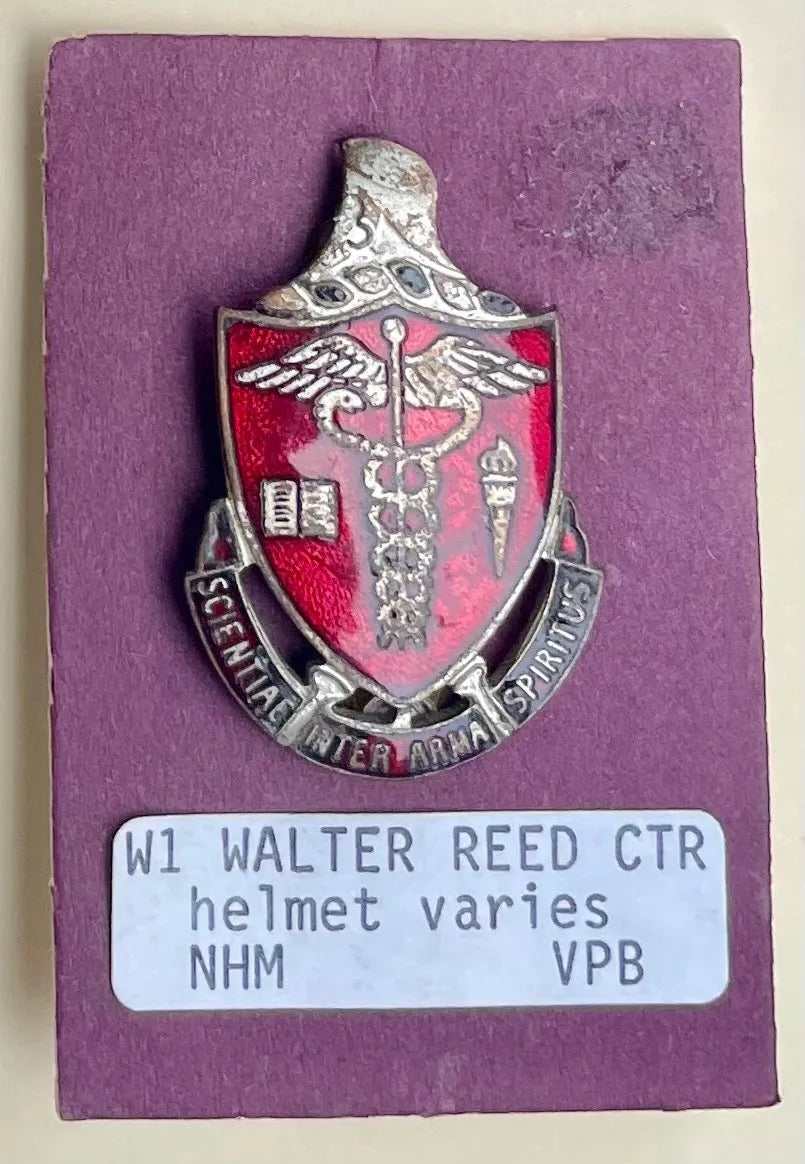 SCIENTIAE INTER ARMA SPIRITUS
W1 WALTER REED CTR
helmet varies
NHM VPB